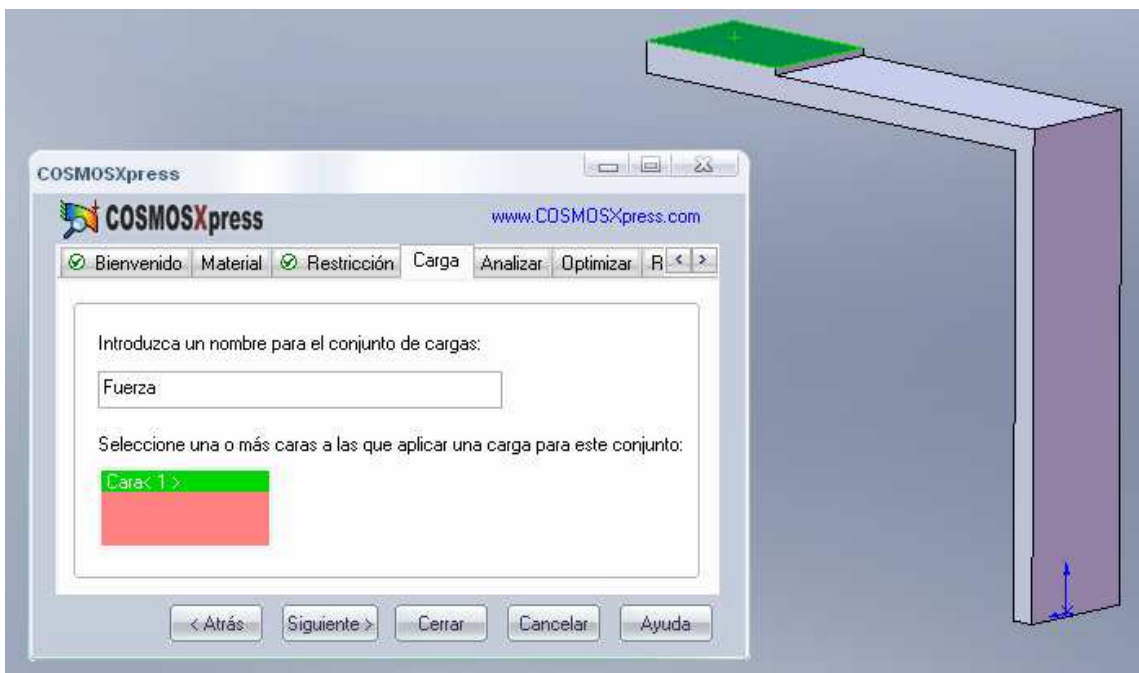 COSMOSXpress
COSMOSXpress www.COSMOSXpress.com
Bienvenido Material Restricción Carga Analizar Optimizar R
Introduzca un nombre para el conjunto de cargas:
Fuerza
Seleccione una o más caras a las que aplicar una carga para este conjunto:
Cara< 1 >
< Atrás Siguiente > Cerrar Cancelar Ayuda